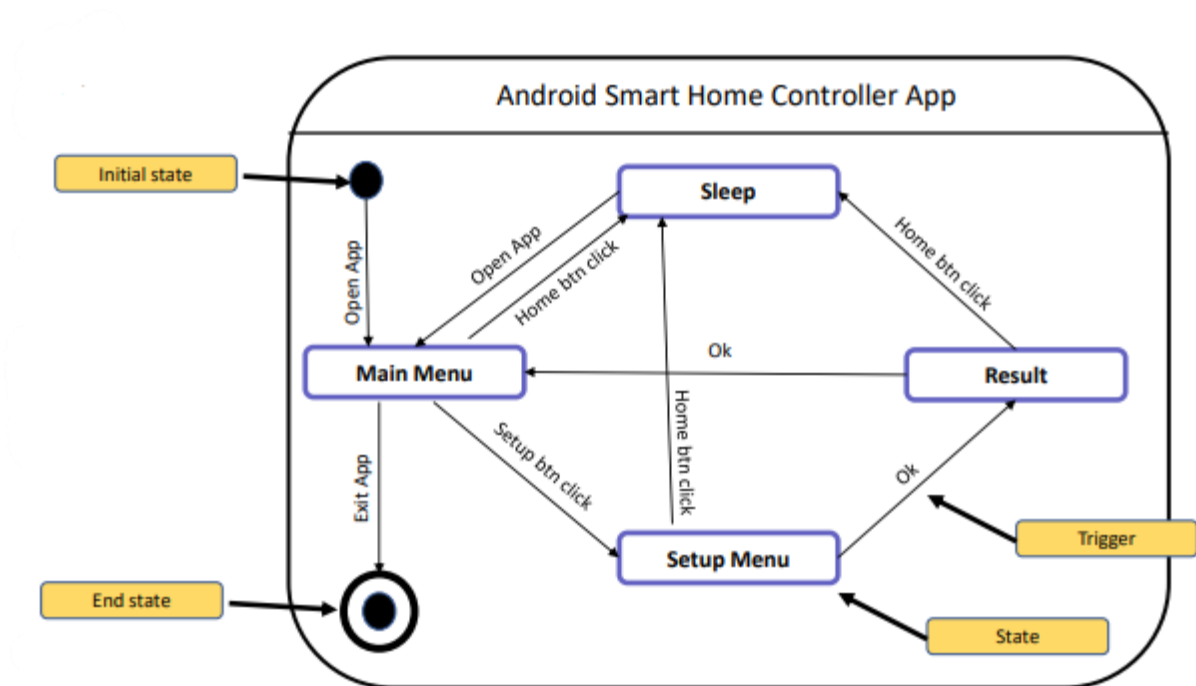 Android Smart Home Controller App
Initial state
Sleep
Open App
Open App
Home btn click
Home btn click
Main Menu
Ok
Result
Exit App
Setup btn click
Home btn click
Ok
Setup Menu
Trigger
End state
State